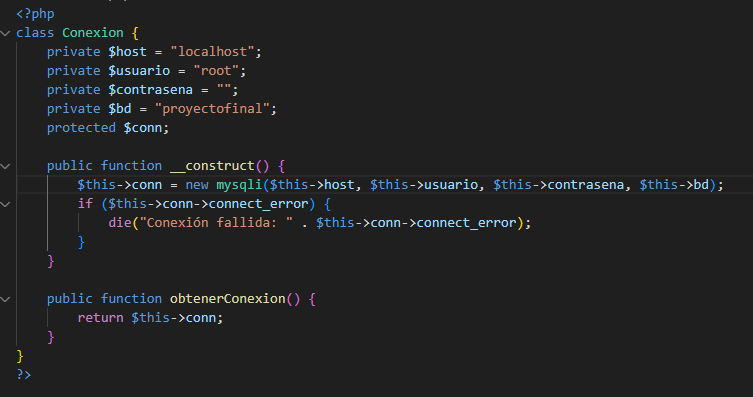 <?php
class Conexion {
    private $host = "localhost";
    private $usuario = "root";
    private $contrasena = "";
    private $bd = "proyectofinal";
    protected $conn;

    public function __construct() {
        $this->conn = new mysqli($this->host, $this->usuario, $this->contrasena, $this->bd);
        if ($this->conn->connect_error) {
            die("Conexión fallida: " . $this->conn->connect_error);
        }
    }

    public function obtenerConexion() {
        return $this->conn;
    }
}
?>